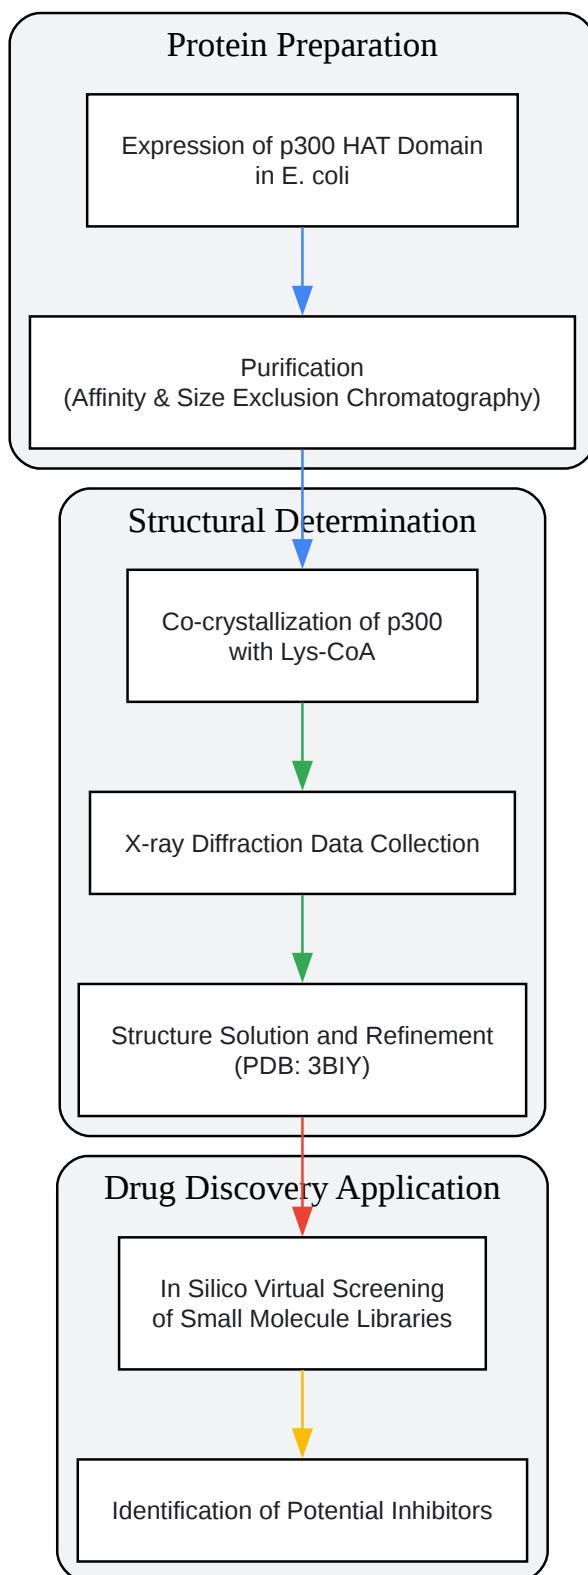 Protein Preparation
Expression of p300 HAT Domain
in E. coli
Purification
(Affinity & Size Exclusion Chromatography)
Structural Determination
Co-crystallization of p300
with Lys-CoA
X-ray Diffraction Data Collection
Structure Solution and Refinement
(PDB: 3BIY)
Drug Discovery Application
In Silico Virtual Screening
of Small Molecule Libraries
Identification of Potential Inhibitors